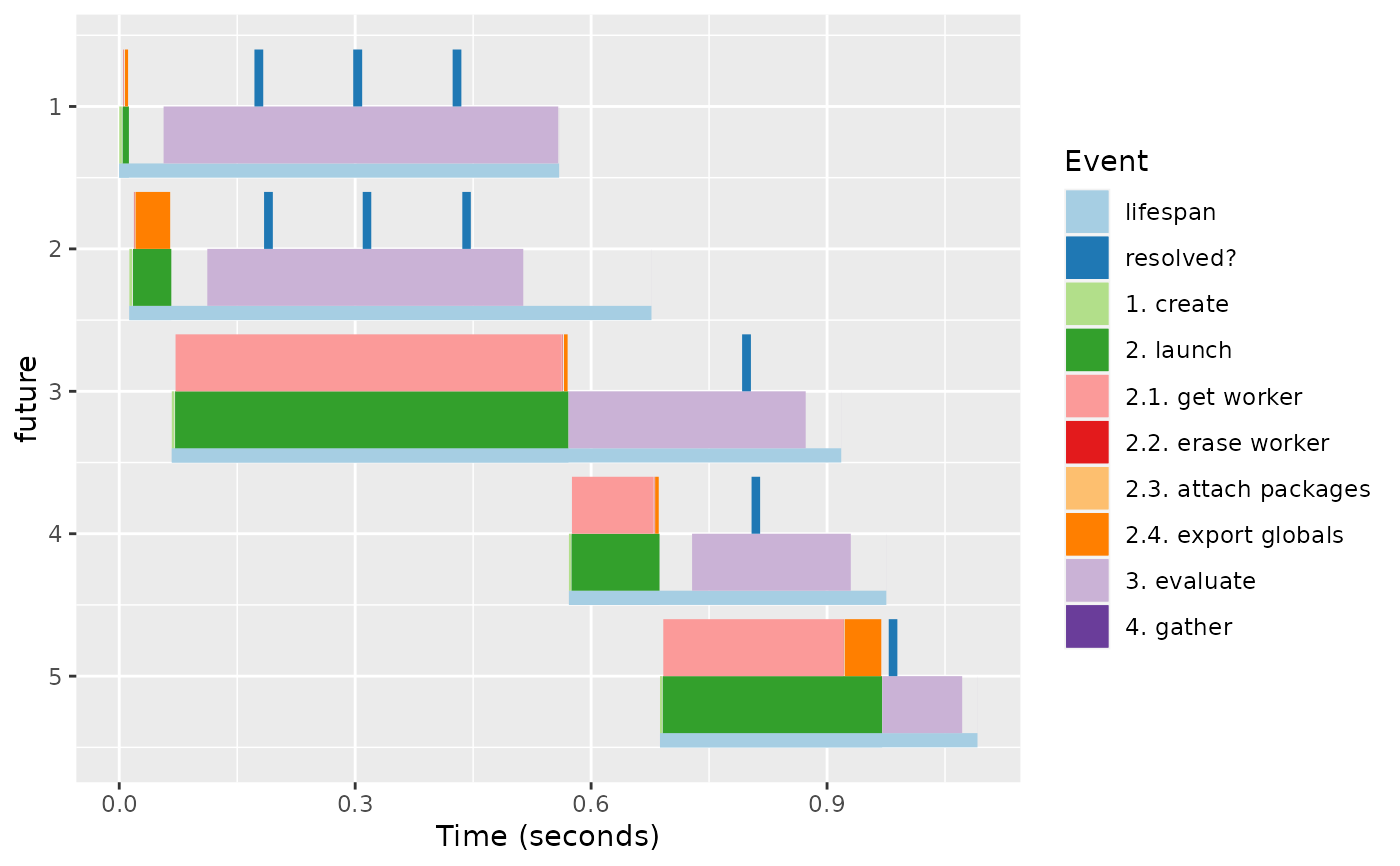 future
1
2
3
4
5
0.0
0.3
0.6
0.9
Time (seconds)
Event
lifespan
resolved?
1. create
2. launch
2.1. get worker
2.2. erase worker
2.3. attach packages
2.4. export globals
3. evaluate
4. gather